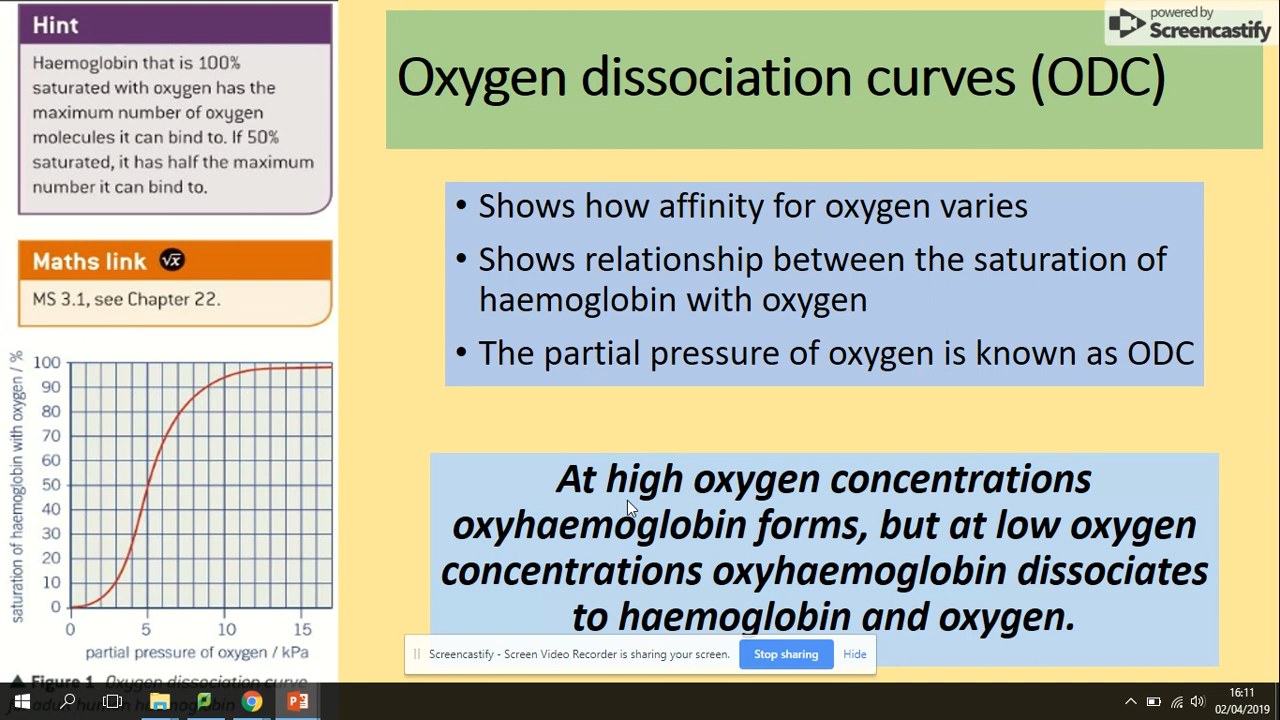 Hint
Haemoglobin that is 100%
saturated with oxygen has the
maximum number of oxygen
molecules it can bind to. If 50%
saturated, it has half the maximum
number it can bind to.
Maths link √x
MS 3.1, see Chapter 22.
saturation of haemoglobin with oxygen / %
100
90
80
70
60
50
40
30
20
10
0
0 5 10 15
partial pressure of oxygen / kPa
▲ Figure 1 Oxygen dissociation curve
powered by
Screencastify
Oxygen dissociation curves (ODC)
• Shows how affinity for oxygen varies
• Shows relationship between the saturation of
haemoglobin with oxygen
• The partial pressure of oxygen is known as ODC
At high oxygen concentrations
oxyhaemoglobin forms, but at low oxygen
concentrations oxyhaemoglobin dissociates
to haemoglobin and oxygen.
Screencastify - Screen Video Recorder is sharing your screen. Stop sharing Hide
16:11
02/04/2019